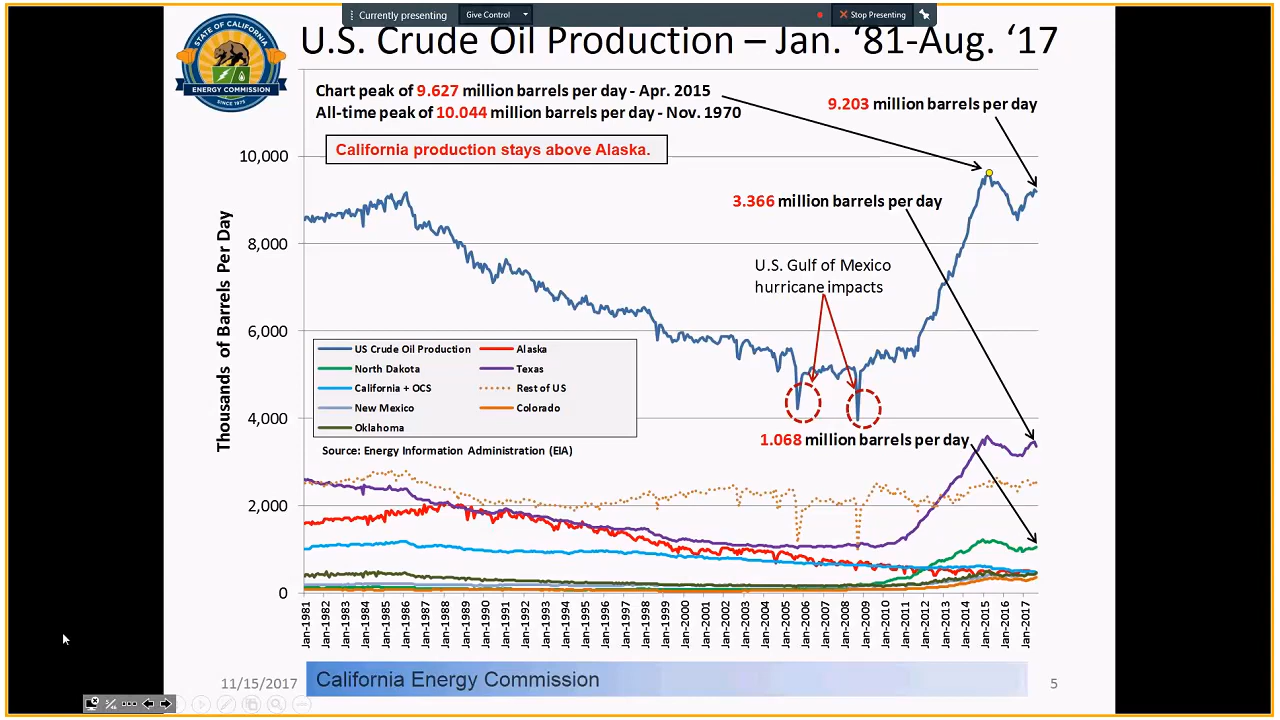 Currently presenting
Give Control
Stop Presenting
STATE OF CALIFORNIA
ENERGY COMMISSION
SINCE 1975
U.S. Crude Oil Production – Jan. ‘81-Aug. ‘17
Chart peak of 9.627 million barrels per day - Apr. 2015
All-time peak of 10.044 million barrels per day - Nov. 1970
9.203 million barrels per day
California production stays above Alaska.
3.366 million barrels per day
U.S. Gulf of Mexico
hurricane impacts
1.068 million barrels per day
Thousands of Barrels Per Day
10,000
8,000
6,000
4,000
2,000
0
US Crude Oil Production
Alaska
North Dakota
Texas
California + OCS
Rest of US
New Mexico
Colorado
Oklahoma
Source: Energy Information Administration (EIA)
Jan-1981
Jan-1982
Jan-1983
Jan-1984
Jan-1985
Jan-1986
Jan-1987
Jan-1988
Jan-1989
Jan-1990
Jan-1991
Jan-1992
Jan-1993
Jan-1994
Jan-1995
Jan-1996
Jan-1997
Jan-1998
Jan-1999
Jan-2000
Jan-2001
Jan-2002
Jan-2003
Jan-2004
Jan-2005
Jan-2006
Jan-2007
Jan-2008
Jan-2009
Jan-2010
Jan-2011
Jan-2012
Jan-2013
Jan-2014
Jan-2015
Jan-2016
Jan-2017
11/15/2017
California Energy Commission
5